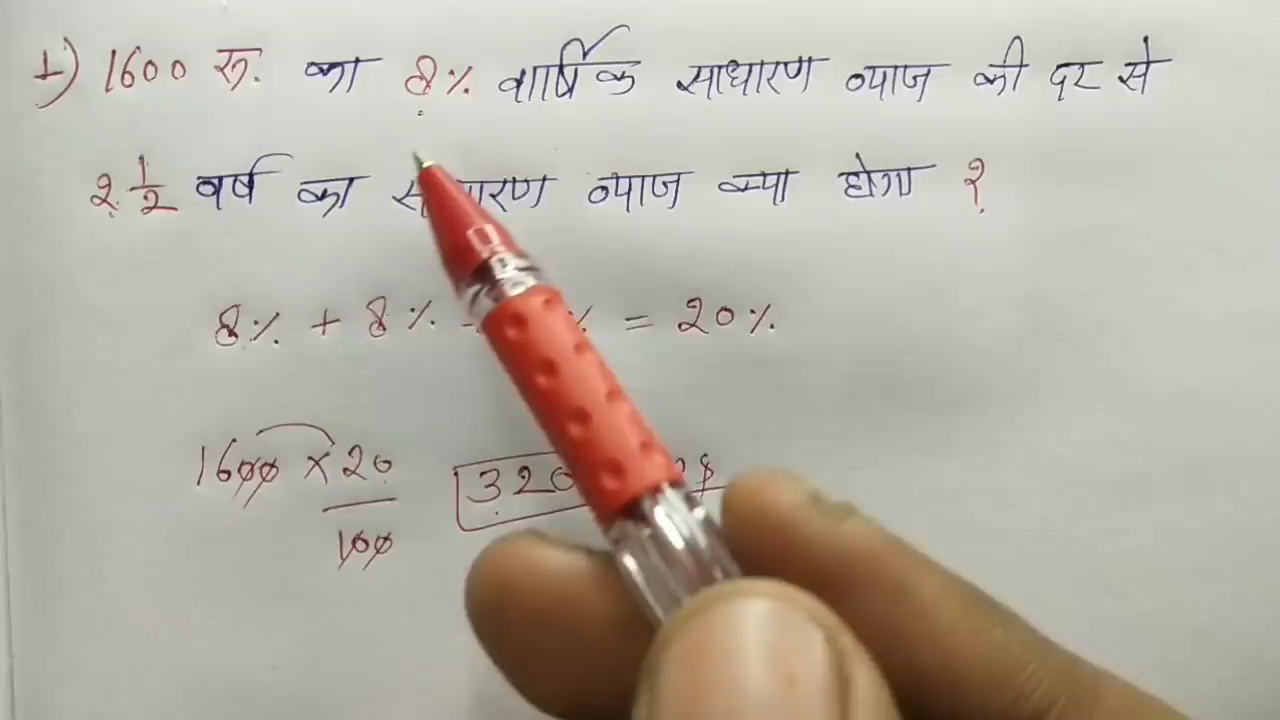 1) 1600 रु. का 8% वार्षिक साधारण व्याज की दर से
2 1/2 वर्ष का व्याज क्या होगा ?
8% + 8% = 20%
1600 × 20
320
100